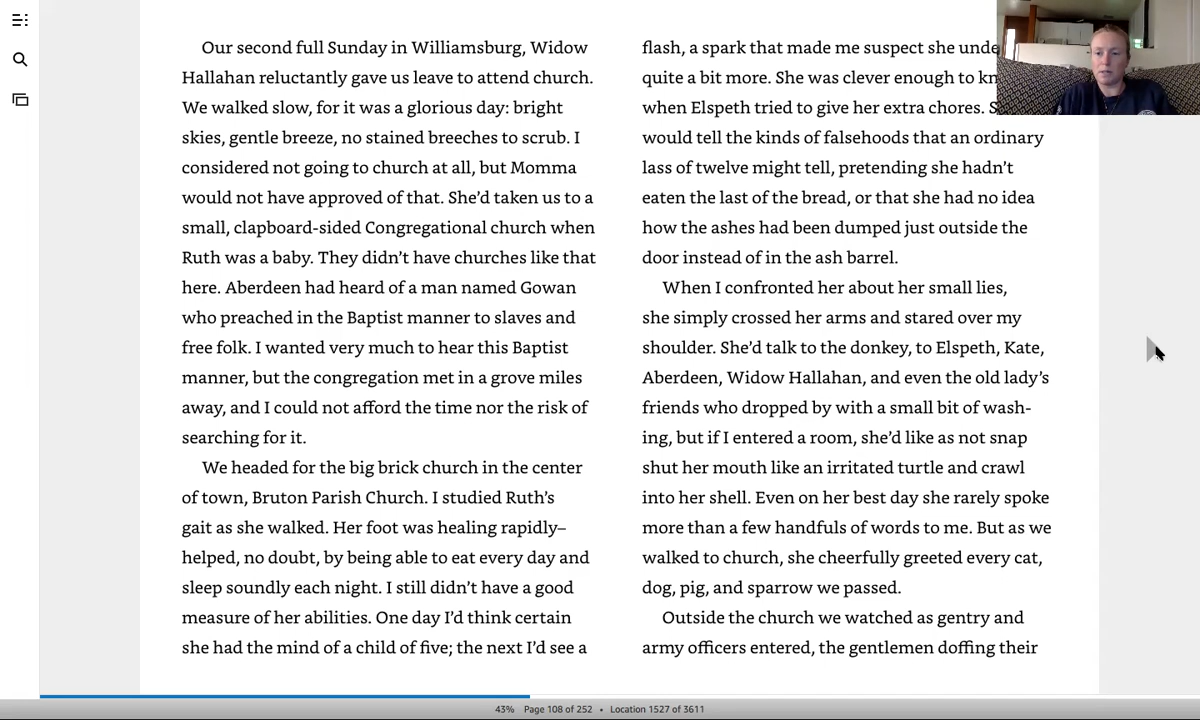 Our second full Sunday in Williamsburg, Widow
Hallahan reluctantly gave us leave to attend church.
We walked slow, for it was a glorious day: bright
skies, gentle breeze, no stained breeches to scrub. I
considered not going to church at all, but Momma
would not have approved of that. She’d taken us to a
small, clapboard-sided Congregational church when
Ruth was a baby. They didn’t have churches like that
here. Aberdeen had heard of a man named Gowan
who preached in the Baptist manner to slaves and
free folk. I wanted very much to hear this Baptist
manner, but the congregation met in a grove miles
away, and I could not afford the time nor the risk of
searching for it.
We headed for the big brick church in the center
of town, Bruton Parish Church. I studied Ruth’s
gait as she walked. Her foot was healing rapidly–
helped, no doubt, by being able to eat every day and
sleep soundly each night. I still didn’t have a good
measure of her abilities. One day I’d think certain
she had the mind of a child of five; the next I’d see a
flash, a spark that made me suspect she unde
quite a bit more. She was clever enough to kn
when Elspeth tried to give her extra chores. S
would tell the kinds of falsehoods that an ordinary
lass of twelve might tell, pretending she hadn’t
eaten the last of the bread, or that she had no idea
how the ashes had been dumped just outside the
door instead of in the ash barrel.
When I confronted her about her small lies,
she simply crossed her arms and stared over my
shoulder. She’d talk to the donkey, to Elspeth, Kate,
Aberdeen, Widow Hallahan, and even the old lady’s
friends who dropped by with a small bit of wash-
ing, but if I entered a room, she’d like as not snap
shut her mouth like an irritated turtle and crawl
into her shell. Even on her best day she rarely spoke
more than a few handfuls of words to me. But as we
walked to church, she cheerfully greeted every cat,
dog, pig, and sparrow we passed.
Outside the church we watched as gentry and
army officers entered, the gentlemen doffing their
43% Page 108 of 252 • Location 1527 of 3611